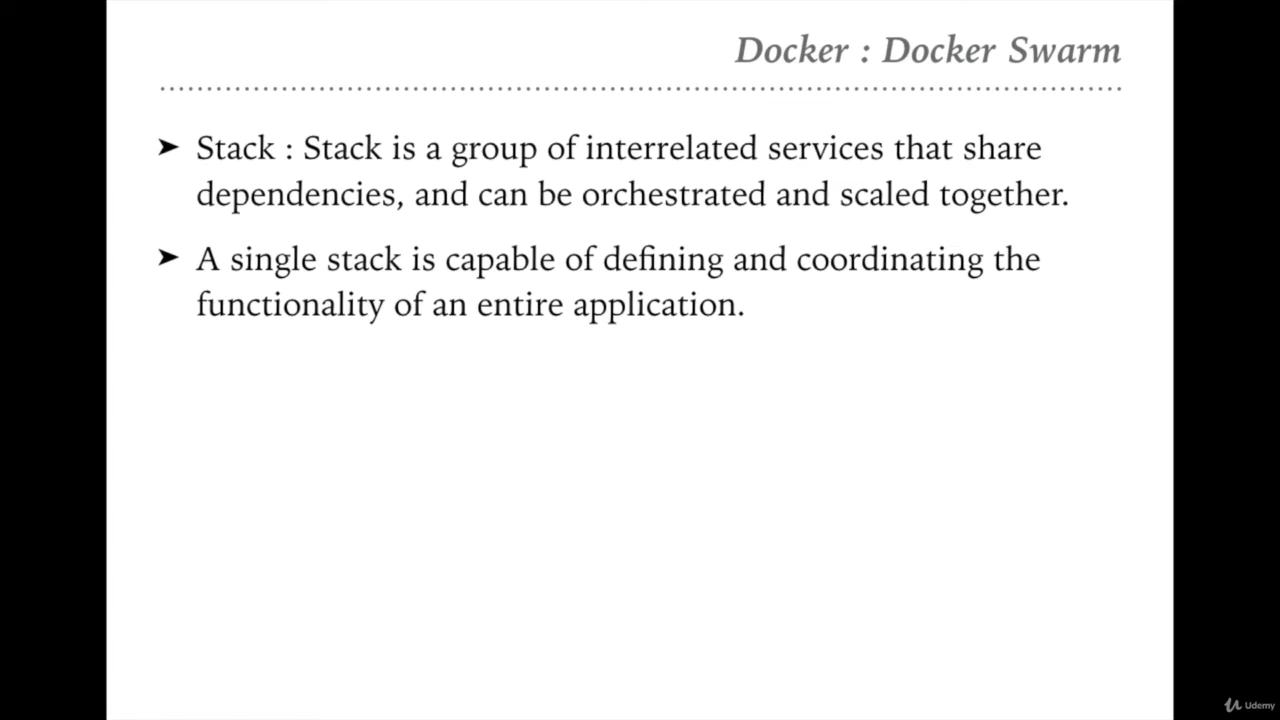 Docker : Docker Swarm
➤ Stack : Stack is a group of interrelated services that share
dependencies, and can be orchestrated and scaled together.
➤ A single stack is capable of defining and coordinating the
functionality of an entire application.
Udemy